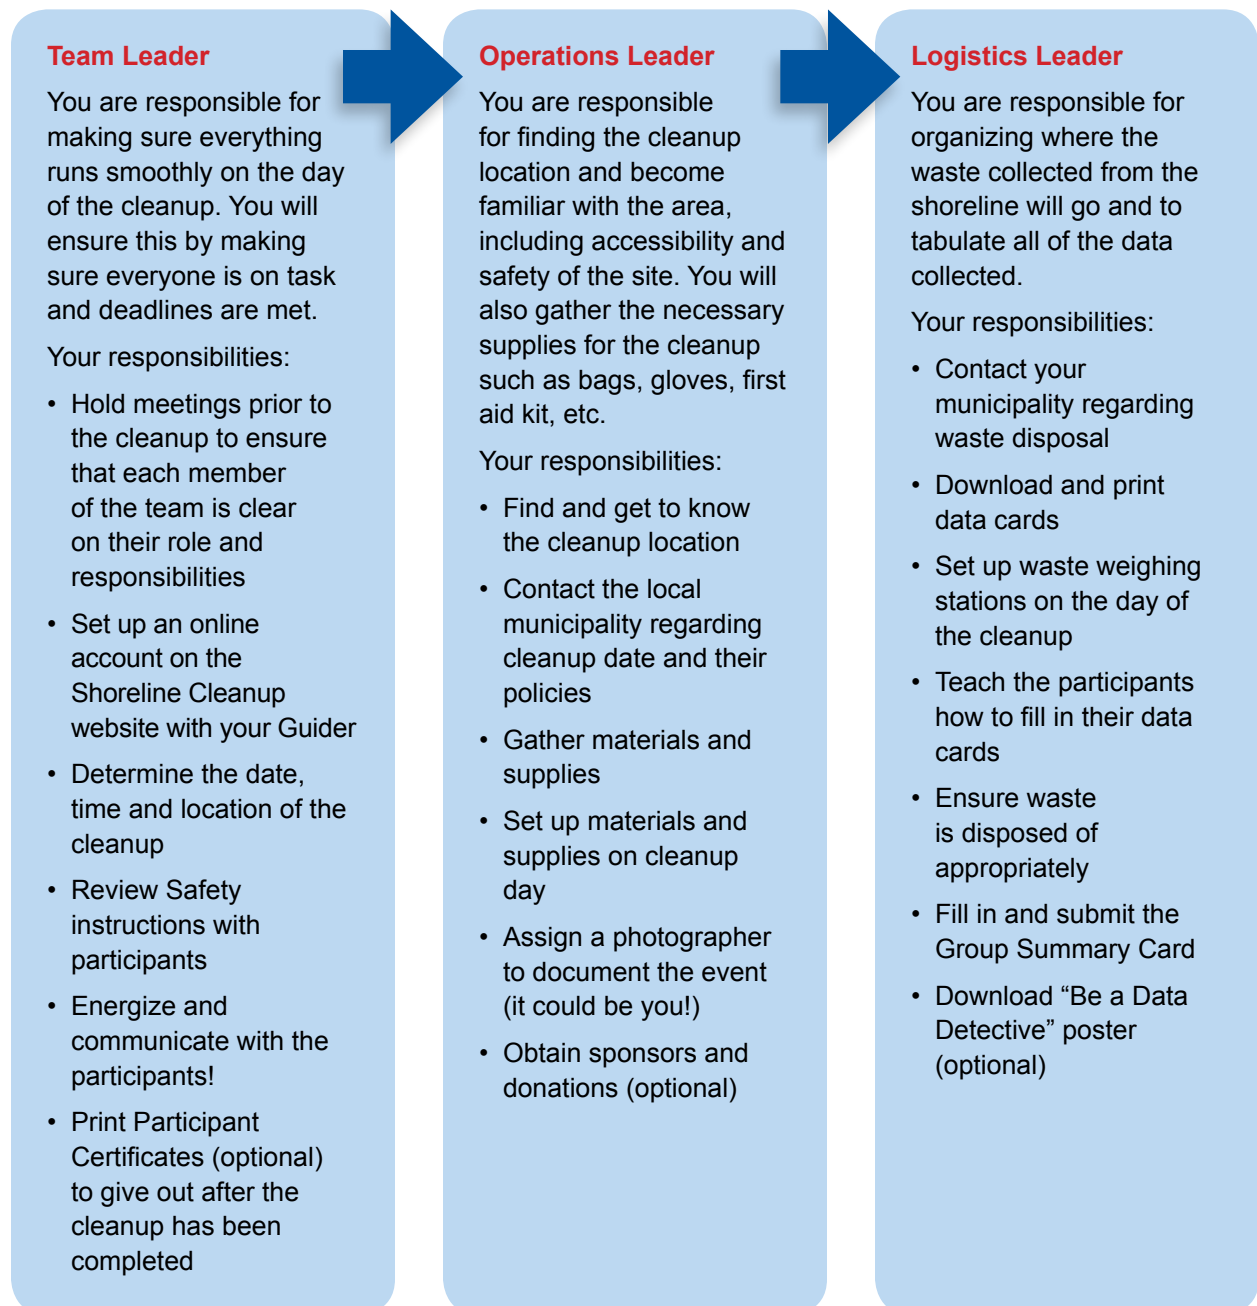 Team Leader
You are responsible for
making sure everything
runs smoothly on the day
of the cleanup. You will
ensure this by making
sure everyone is on task
and deadlines are met.
Your responsibilities:
• Hold meetings prior to
the cleanup to ensure
that each member
of the team is clear
on their role and
responsibilities
• Set up an online
account on the
Shoreline Cleanup
website with your Guider
• Determine the date,
time and location of the
cleanup
• Review Safety
instructions with
participants
• Energize and
communicate with the
participants!
• Print Participant
Certificates (optional)
to give out after the
cleanup has been
completed
Operations Leader
You are responsible
for finding the cleanup
location and become
familiar with the area,
including accessibility and
safety of the site. You will
also gather the necessary
supplies for the cleanup
such as bags, gloves, first
aid kit, etc.
Your responsibilities:
• Find and get to know
the cleanup location
• Contact the local
municipality regarding
cleanup date and their
policies
• Gather materials and
supplies
• Set up materials and
supplies on cleanup
day
• Assign a photographer
to document the event
(it could be you!)
• Obtain sponsors and
donations (optional)
Logistics Leader
You are responsible for
organizing where the
waste collected from the
shoreline will go and to
tabulate all of the data
collected.
Your responsibilities:
• Contact your
municipality regarding
waste disposal
• Download and print
data cards
• Set up waste weighing
stations on the day of
the cleanup
• Teach the participants
how to fill in their data
cards
• Ensure waste
is disposed of
appropriately
• Fill in and submit the
Group Summary Card
• Download “Be a Data
Detective” poster
(optional)